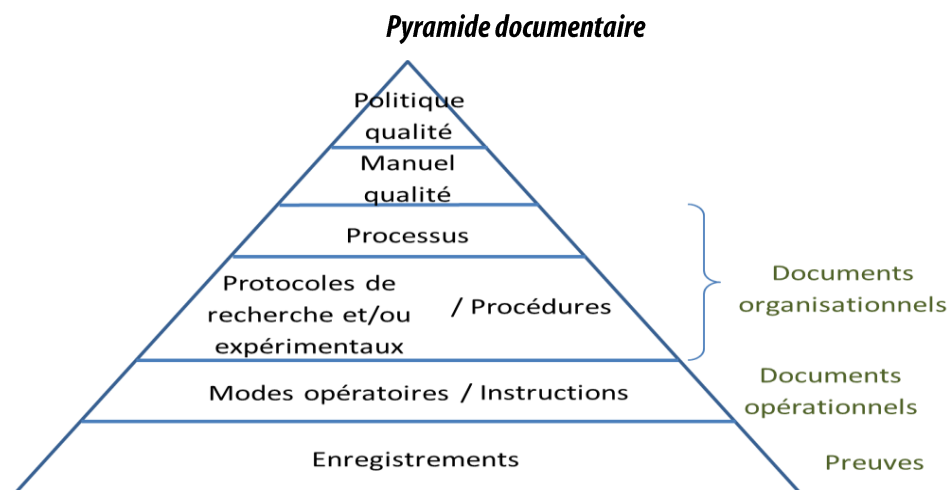 Pyramide documentaire
Politique
qualité
Manuel
qualité
Processus
Protocoles de
recherche et/ou
expérimentaux
/ Procédures
Documents
organisationnels
Modes opératoires / Instructions
Documents
opérationnels
Enregistrements
Preuves